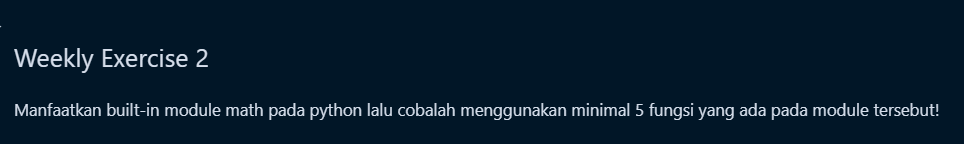 Weekly Exercise 2
Manfaatkan built-in module math pada python lalu cobalah menggunakan minimal 5 fungsi yang ada pada module tersebut!